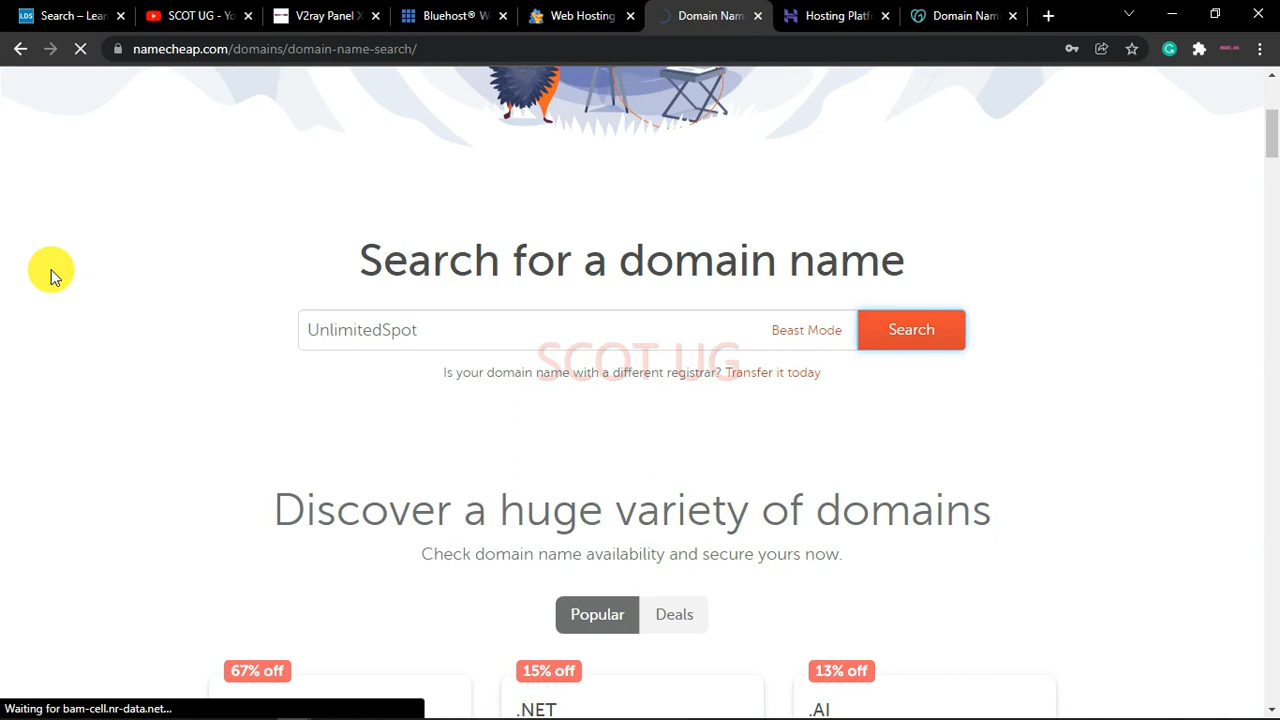 Search – Lear
SCOT UG - Yo
V2ray Panel X
Bluehost® W
Web Hosting
Domain Nam
Hosting Platf
Domain Nam
namecheap.com/domains/domain-name-search/
Search for a domain name
UnlimitedSpot
Beast Mode
Search
SCOT UG
Is your domain name with a different registrar? Transfer it today
Discover a huge variety of domains
Check domain name availability and secure yours now.
Popular
Deals
67% off
15% off
13% off
.NET
.AI
Waiting for bam-cell.nr-data.net...